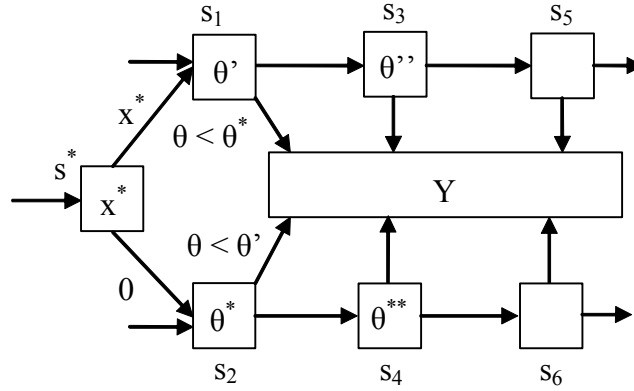 s₁ s₃ s₅
θ’ θ’’
x*
θ < θ*
s*
x* Y
θ < θ’
0
θ* θ**
s₂ s₄ s₆